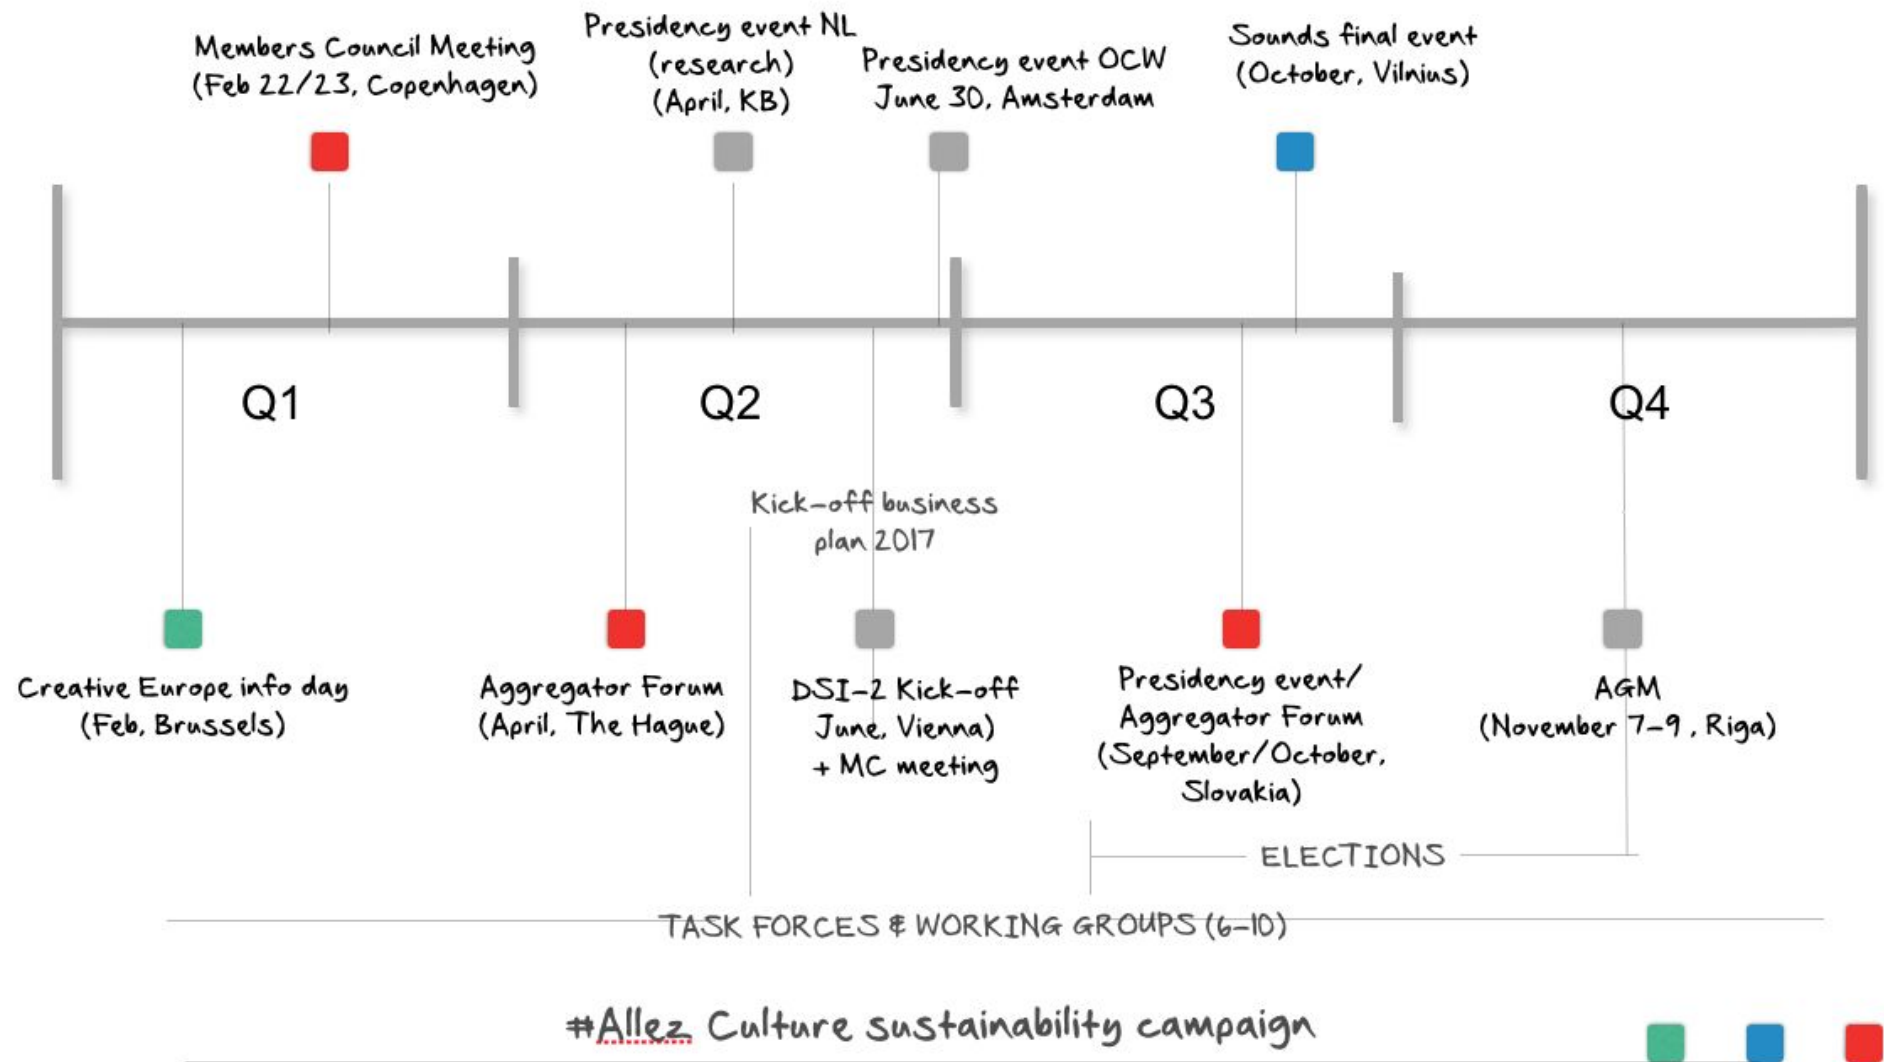 Members Council Meeting
(Feb 22/23, Copenhagen)
Presidency event NL
(research)
(April, KB)
Presidency event OCW
June 30, Amsterdam
Sounds final event
(October, Vilnius)
Q1
Q2
Q3
Q4
Kick-off business
plan 2017
Creative Europe info day
(Feb, Brussels)
Aggregator Forum
(April, The Hague)
DSI-2 Kick-off
June, Vienna)
+ MC meeting
Presidency event/
Aggregator Forum
(September/October,
Slovakia)
AGM
(November 7-9, Riga)
ELECTIONS
TASK FORCES & WORKING GROUPS (6-10)
#Allez Culture sustainability campaign